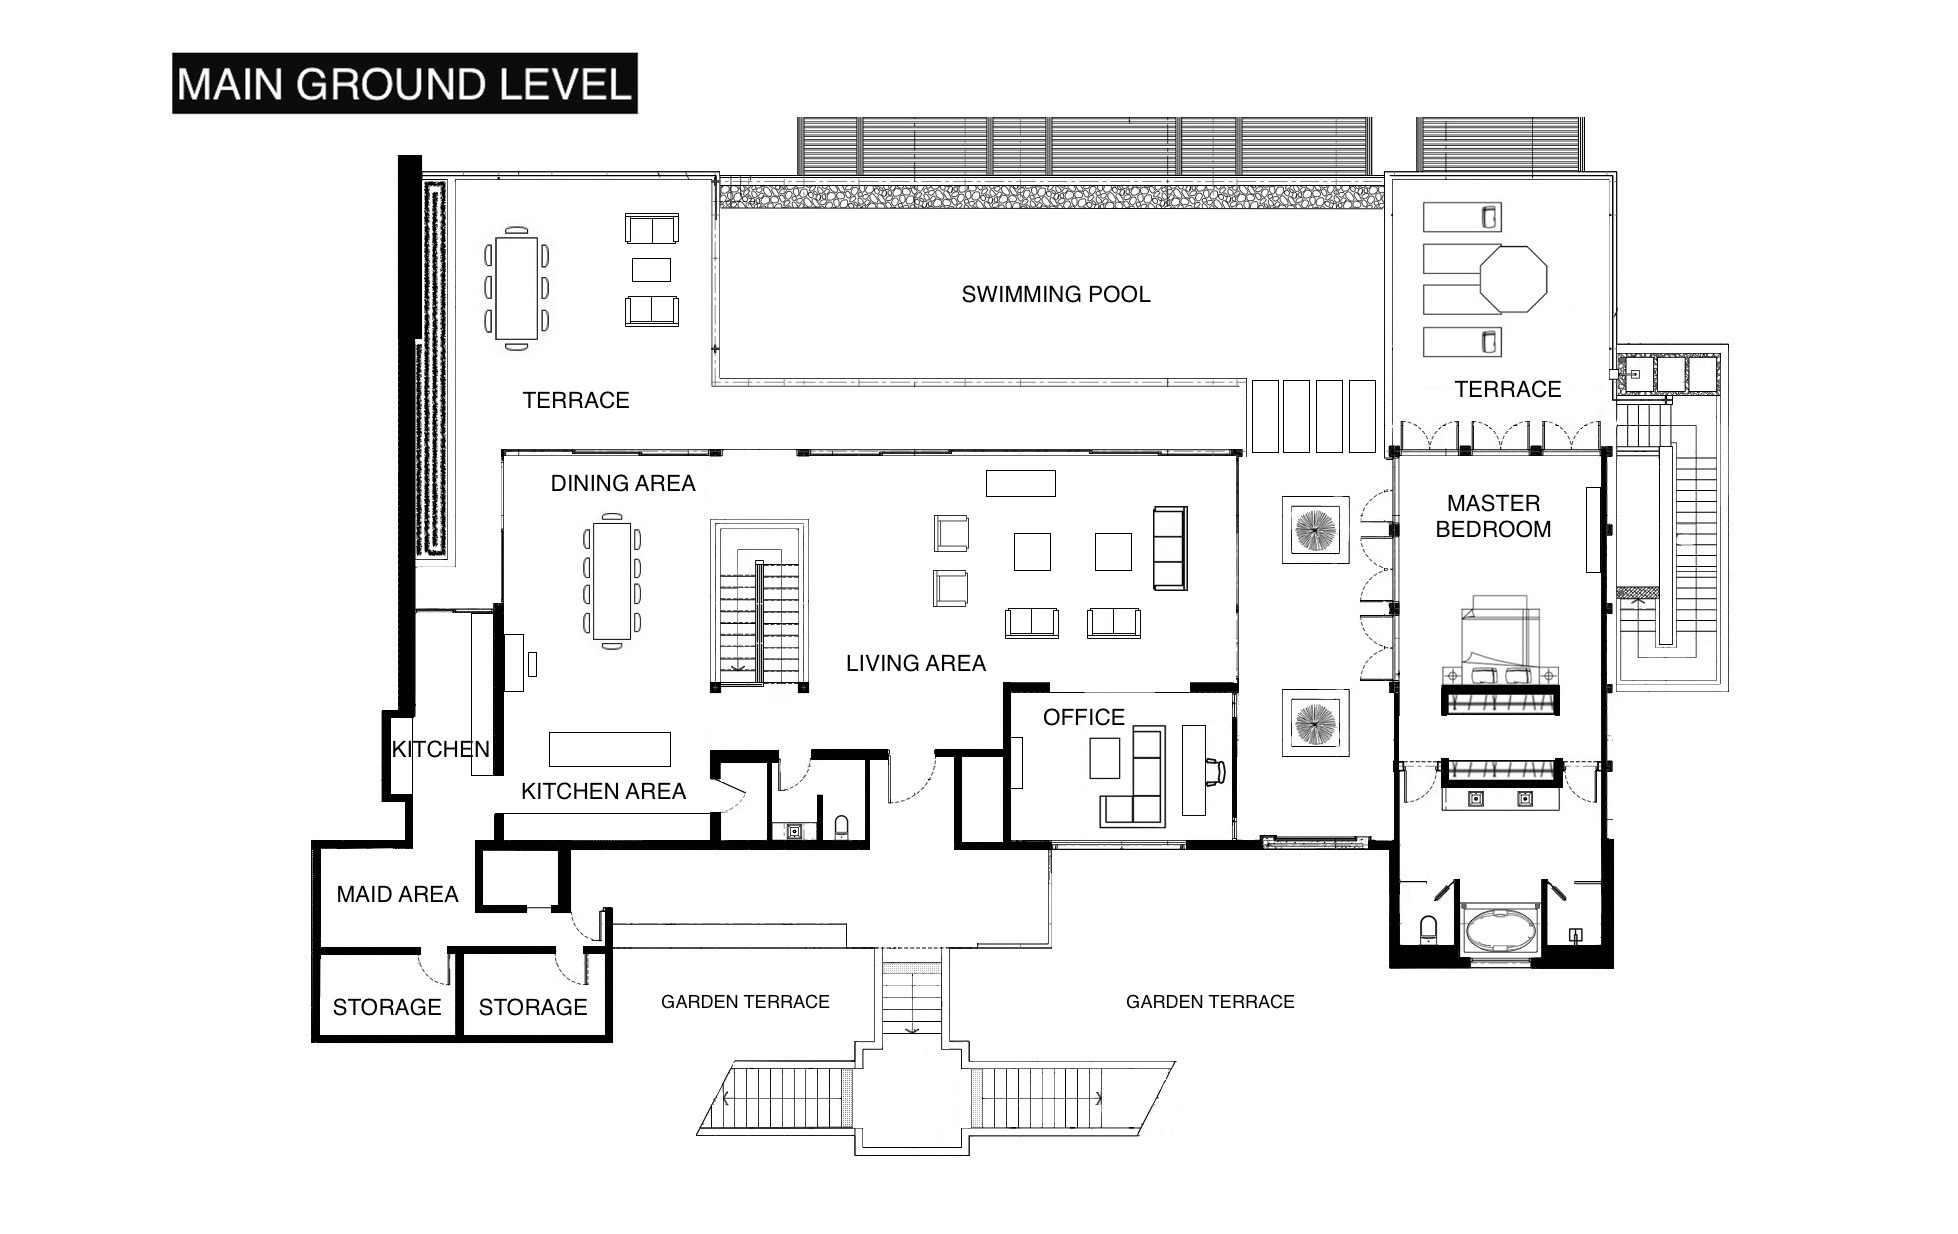 MAIN GROUND LEVEL
SWIMMING POOL
TERRACE
TERRACE
DINING AREA
MASTER
BEDROOM
LIVING AREA
OFFICE
KITCHEN
KITCHEN AREA
MAID AREA
STORAGE
STORAGE
GARDEN TERRACE
GARDEN TERRACE